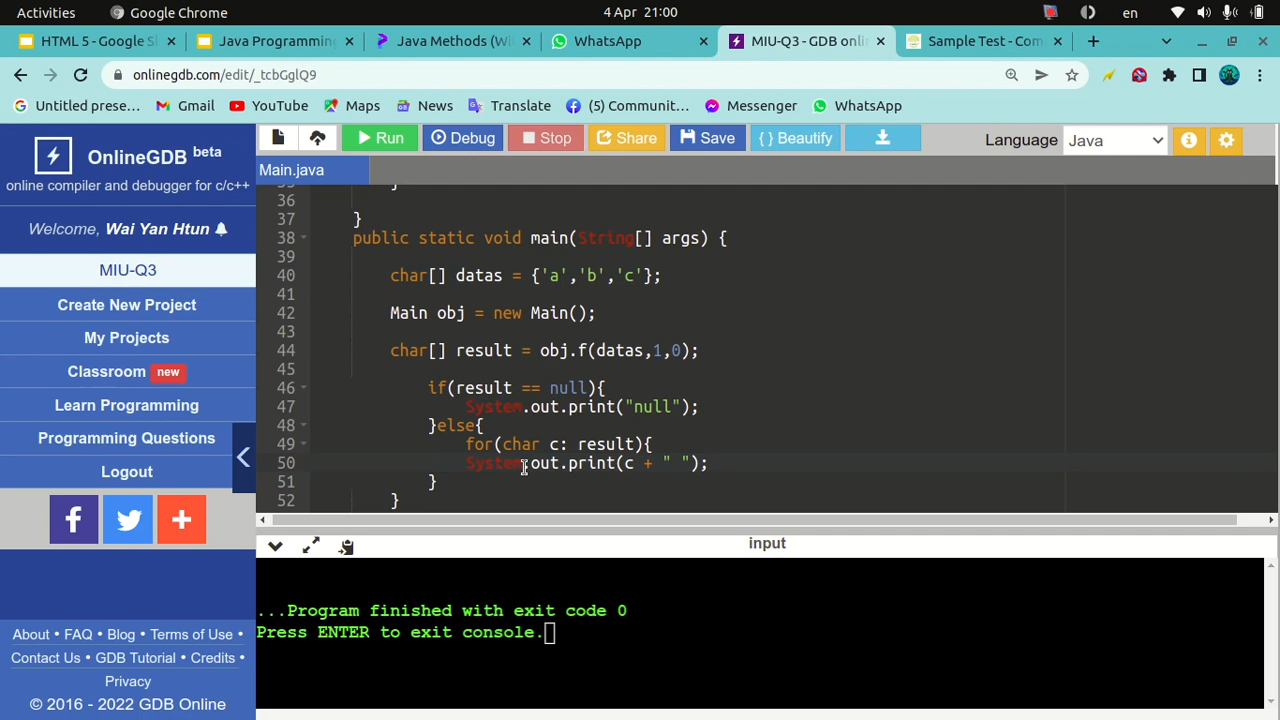 Activities Google Chrome 4 Apr 21:00 en
HTML 5 - Google Sl Java Programming Java Methods (Wi WhatsApp MIU-Q3 - GDB onli Sample Test - Com
onlinegdb.com/edit/_tcbGglQ9
Untitled prese... Gmail YouTube Maps News Translate (5) Communit... Messenger WhatsApp
OnlineGDB beta
online compiler and debugger for c/c++
Welcome, Wai Yan Htun
MIU-Q3
Create New Project
My Projects
Classroom new
Learn Programming
Programming Questions
Logout
About • FAQ • Blog • Terms of Use •
Contact Us • GDB Tutorial • Credits •
Privacy
© 2016 - 2022 GDB Online
Run Debug Stop Share Save { } Beautify Language Java
Main.java
36
37 }
38 public static void main(String[] args) {
39
40 char[] datas = {'a','b','c'};
41
42 Main obj = new Main();
43
44 char[] result = obj.f(datas,1,0);
45
46 if(result == null){
47 System.out.print("null");
48 }else{
49 for(char c: result){
50 System.out.print(c + " ");
51 }
52 }
input
...Program finished with exit code 0
Press ENTER to exit console.